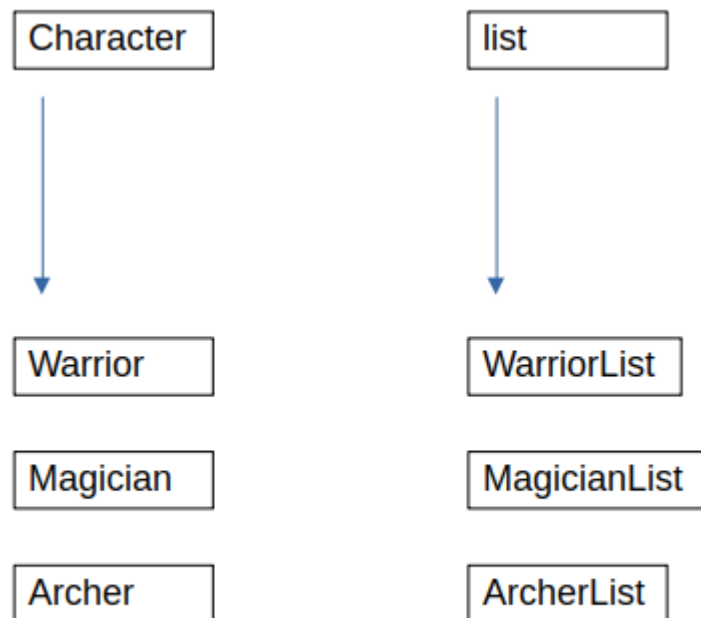 Character
list
Warrior
WarriorList
Magician
MagicianList
Archer
ArcherList